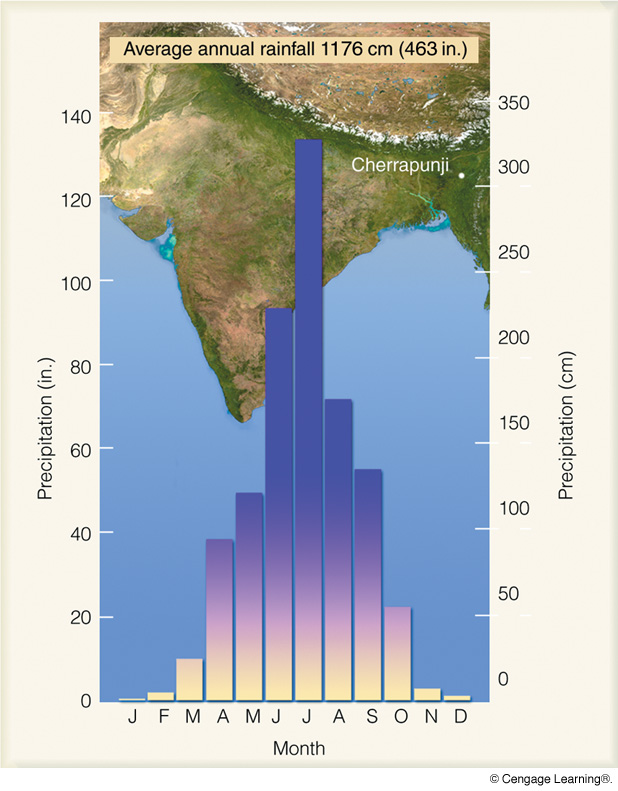 Average annual rainfall 1176 cm (463 in.)
Cherrapunji
Precipitation (in.)
140
120
100
80
60
40
20
0
Precipitation (cm)
350
300
250
200
150
100
50
0
J F M A M J J A S O N D
Month
© Cengage Learning®.